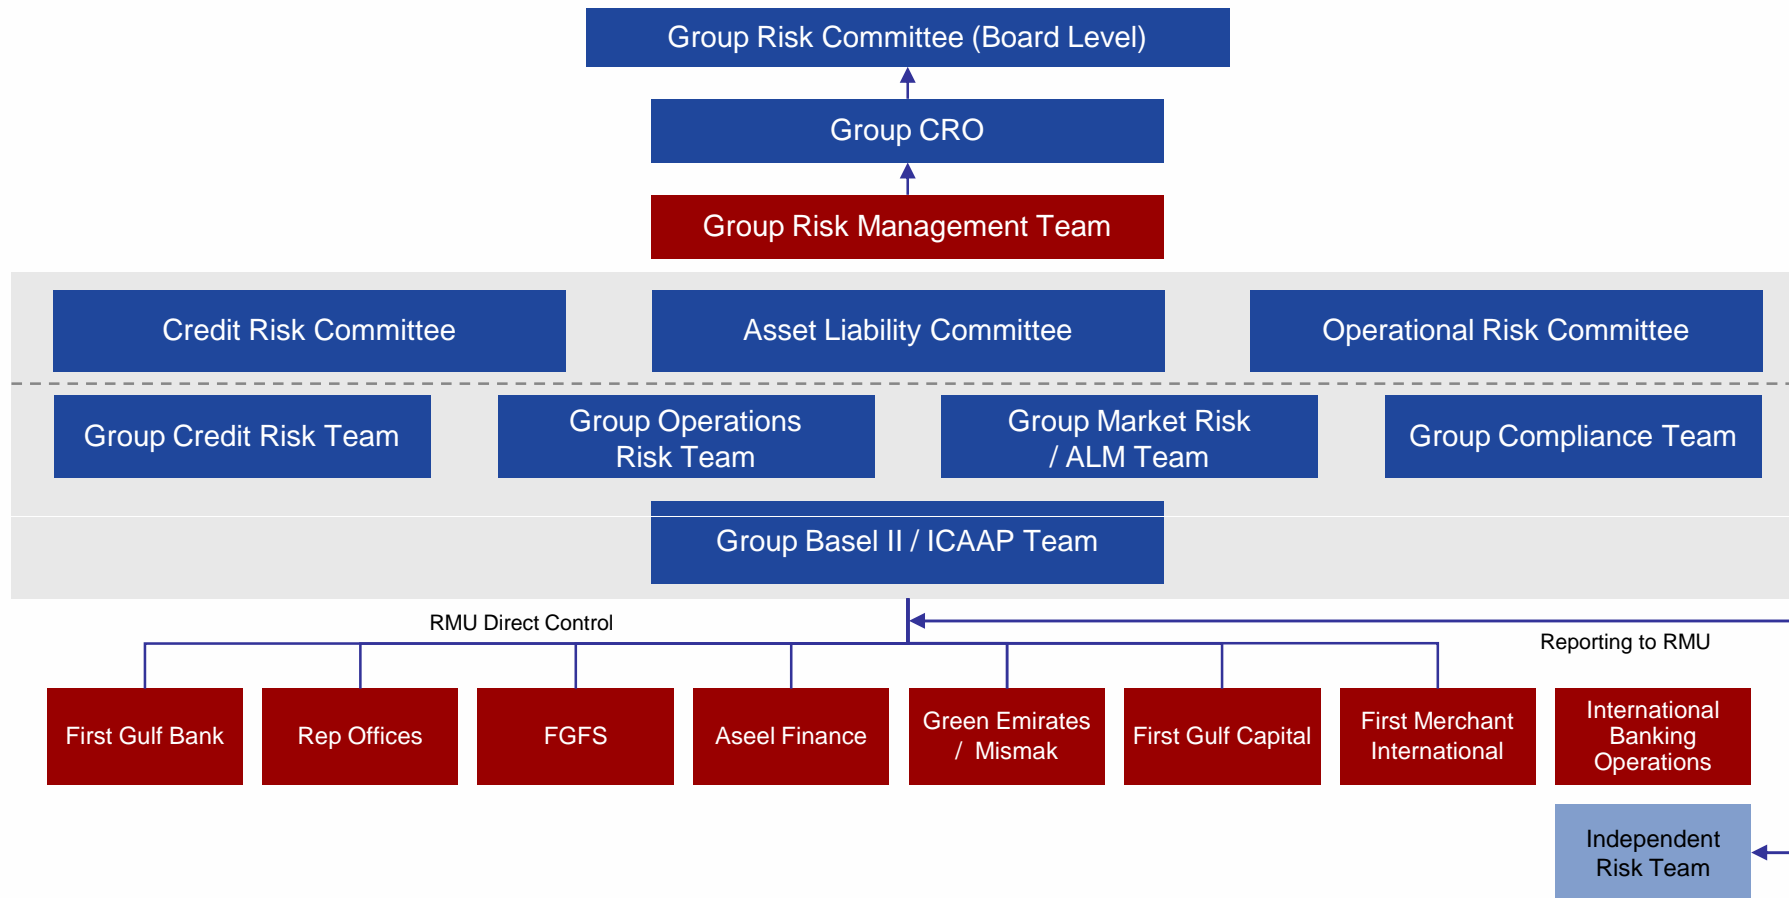 Group Risk Committee (Board Level)
Group CRO
Group Risk Management Team
Credit Risk Committee
Asset Liability Committee
Operational Risk Committee
Group Credit Risk Team
Group Operations
Risk Team
Group Market Risk
/ ALM Team
Group Compliance Team
Group Basel II / ICAAP Team
RMU Direct Control
Reporting to RMU
First Gulf Bank
Rep Offices
FGFS
Aseel Finance
Green Emirates
/ Mismak
First Gulf Capital
First Merchant
International
International
Banking
Operations
Independent
Risk Team